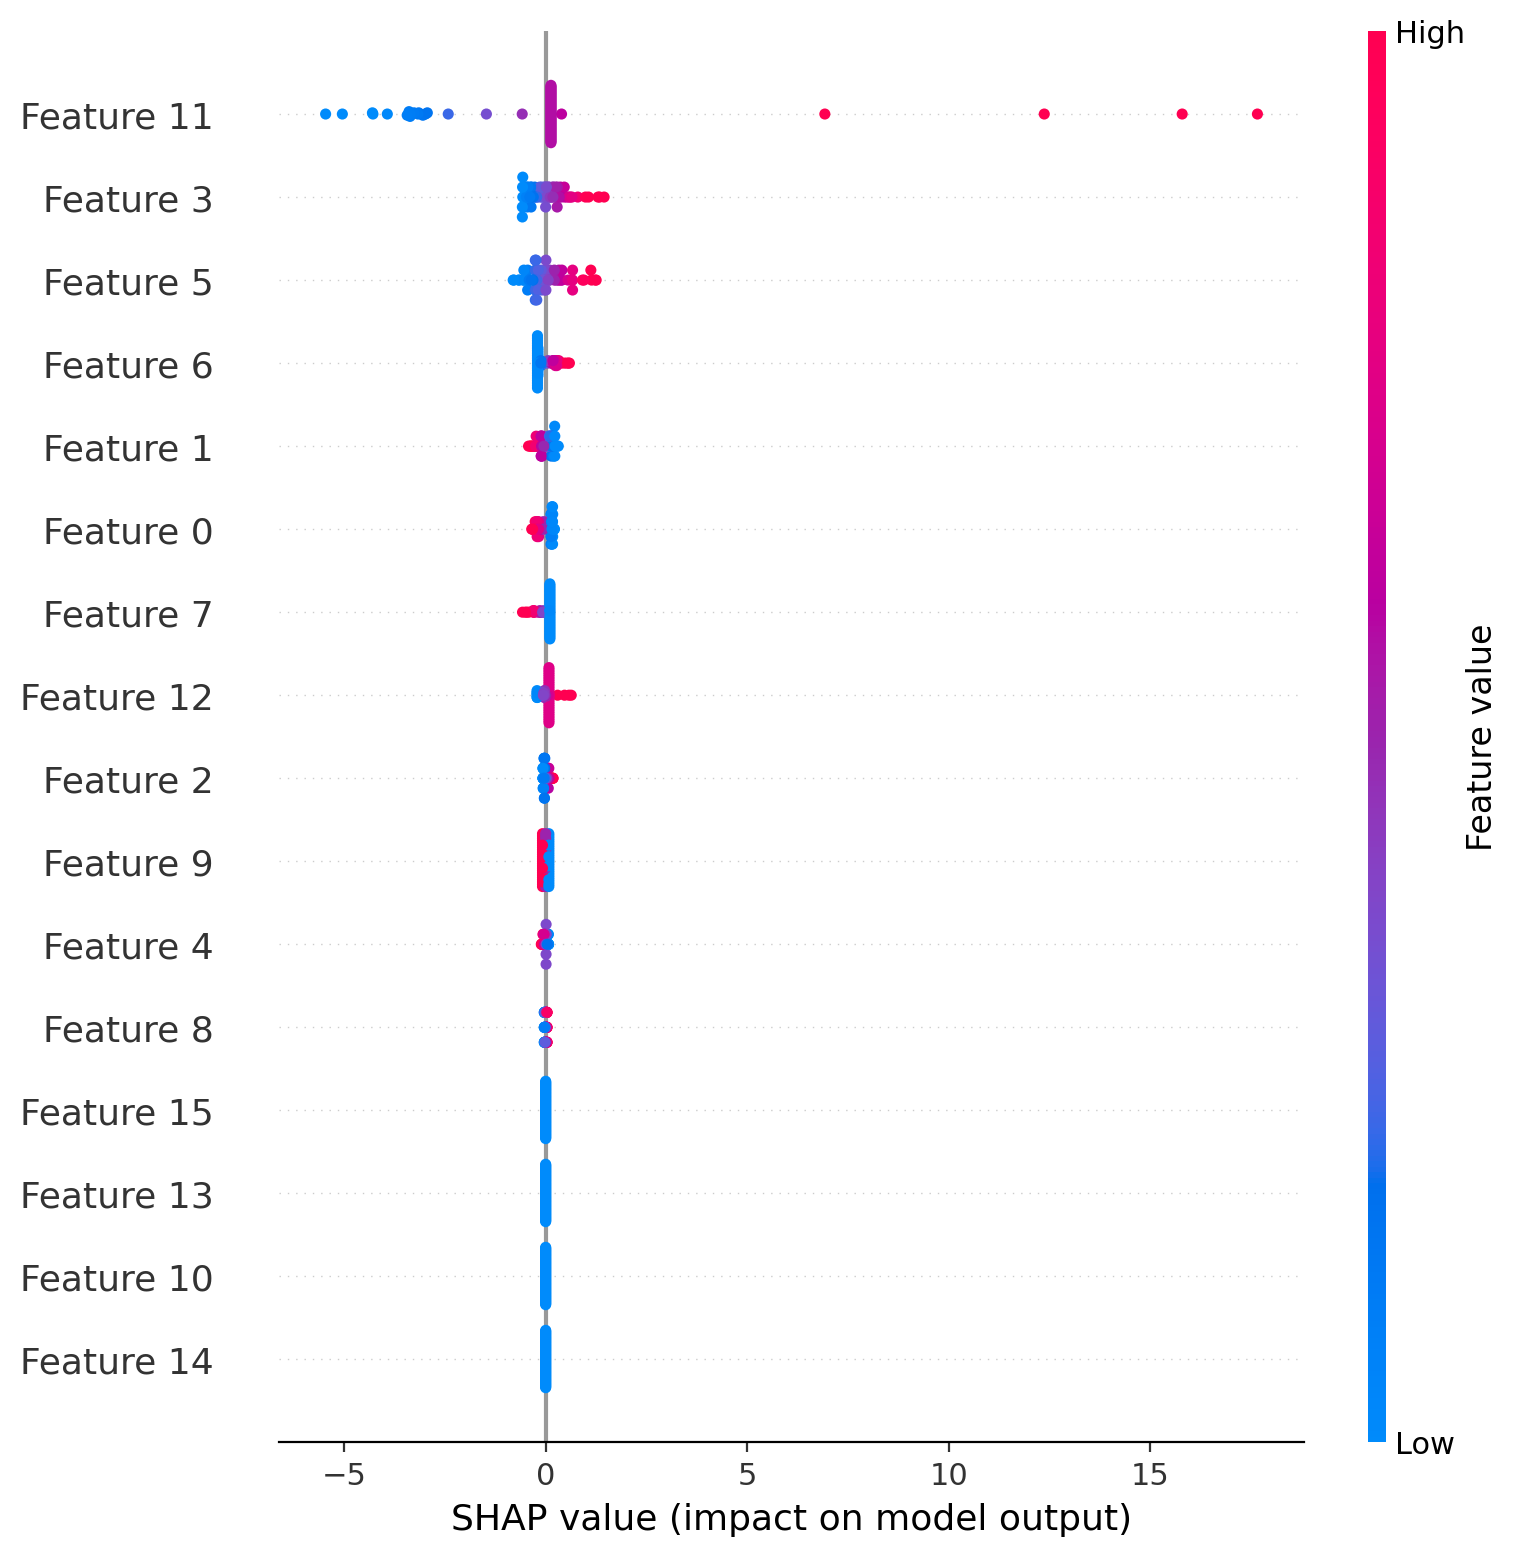 High
Feature 11
Feature 3
Feature 5
Feature 6
Feature 1
Feature 0
Feature 7
Feature 12
Feature 2
Feature 9
Feature 4
Feature 8
Feature 15
Feature 13
Feature 10
Feature 14
Feature value
Low
−5 0 5 10 15
SHAP value (impact on model output)